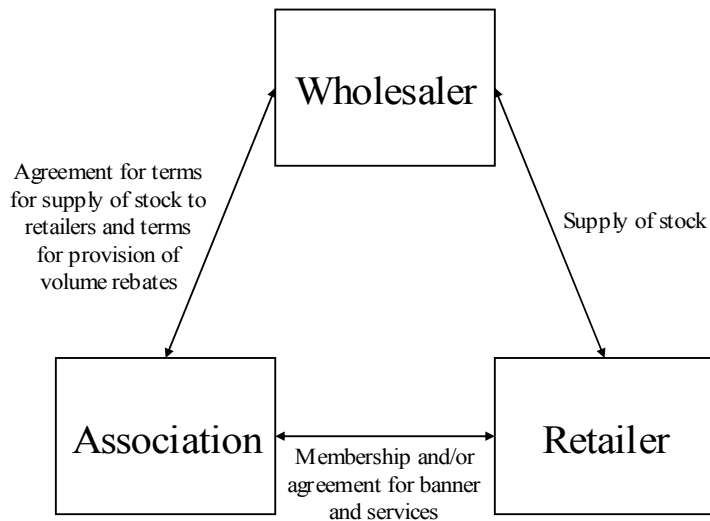 Wholesaler
Agreement for terms
for supply of stock to
retailers and terms
for provision of
volume rebates
Supply of stock
Association
Retailer
Membership and/or
agreement for banner
and services